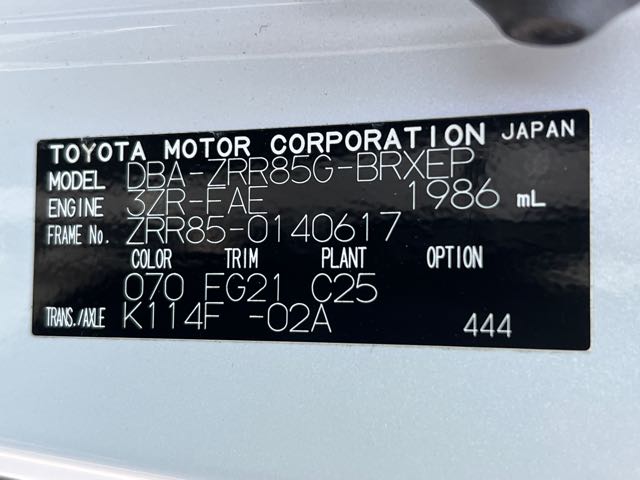 TOYOTA MOTOR CORPORATION JAPAN
MODEL DBA-ZRR85G-BRXEP
ENGINE 3ZR-FAE 1986 mL
FRAME No. ZRR85-0140617
COLOR TRIM PLANT OPTION
070 FG21 C25
TRANS./AXLE K114F -02A 444